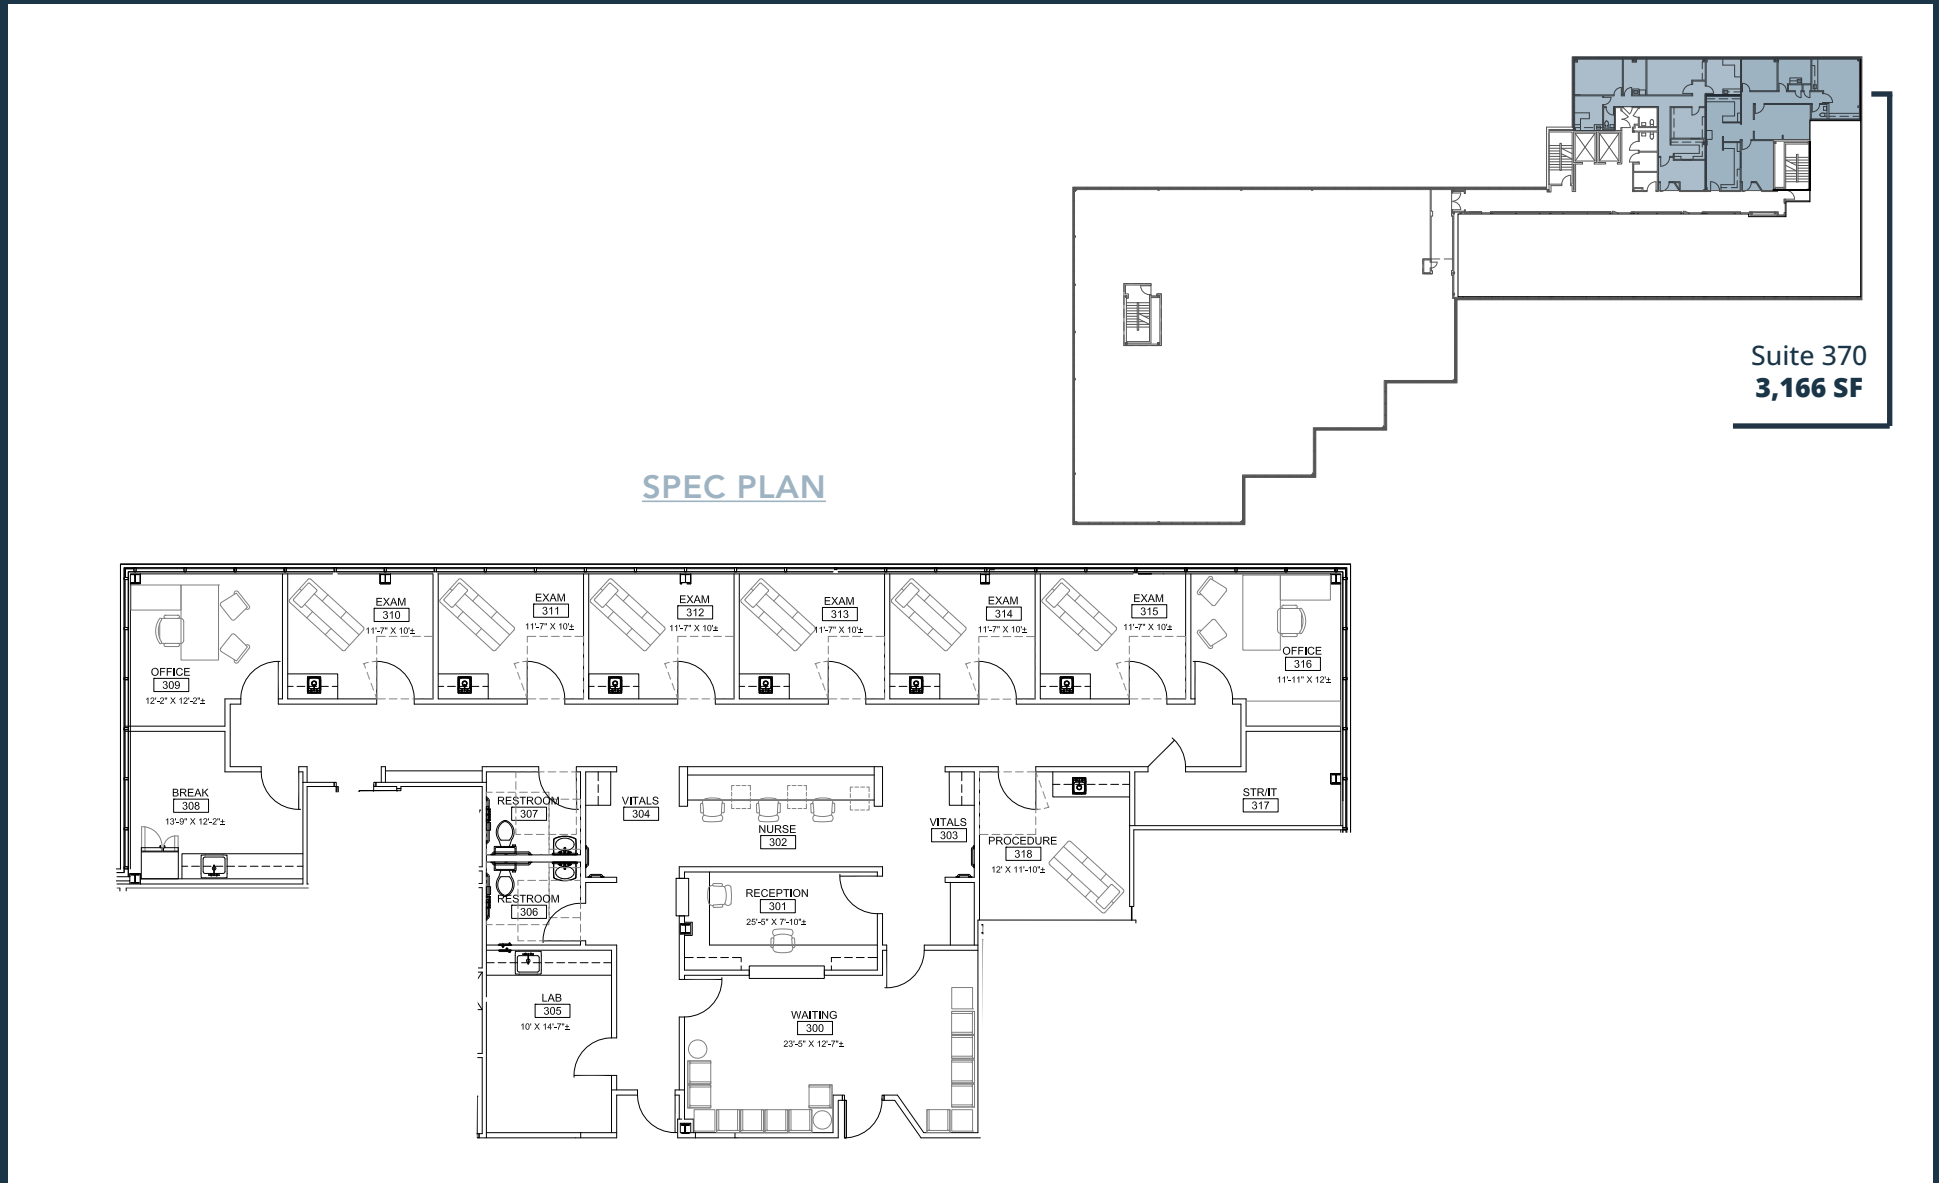 Suite 370
3,166 SF
SPEC PLAN
OFFICE
309
12'-2" X 12'-2"±
EXAM
310
11'-7" X 10'±
EXAM
311
11'-7" X 10'±
EXAM
312
11'-7" X 10'±
EXAM
313
11'-7" X 10'±
EXAM
314
11'-7" X 10'±
EXAM
315
11'-7" X 10'±
OFFICE
316
11'-11" X 12'±
BREAK
308
13'-9" X 12'-2"±
RESTROOM
307
VITALS
304
NURSE
302
VITALS
303
PROCEDURE
318
12' X 11'-10"±
STR/IT
317
RESTROOM
306
RECEPTION
301
25'-5" X 7'-10"±
LAB
305
10' X 14'-7"±
WAITING
300
23'-5" X 12'-7"±